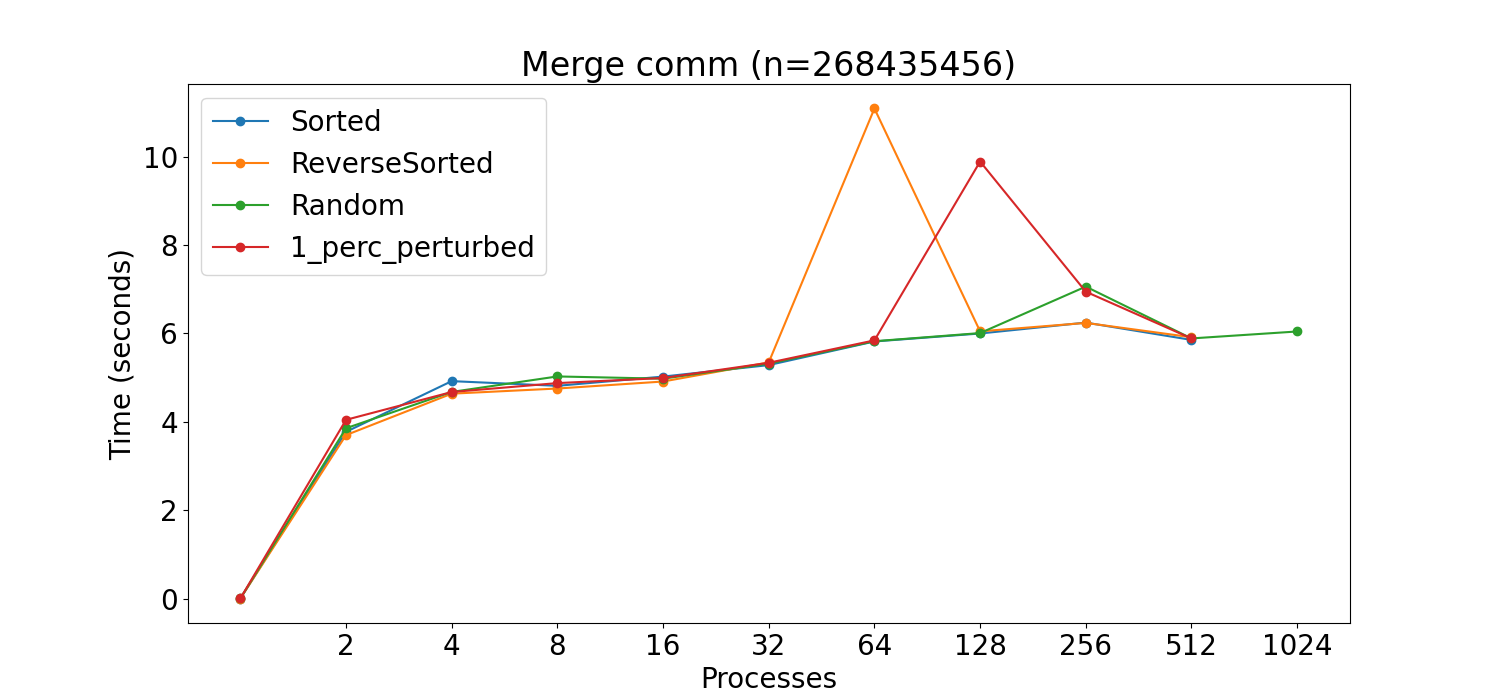 Merge comm (n=268435456)
Sorted
ReverseSorted
Random
1_perc_perturbed
Time (seconds)
10
8
6
4
2
0
2 4 8 16 32 64 128 256 512 1024
Processes